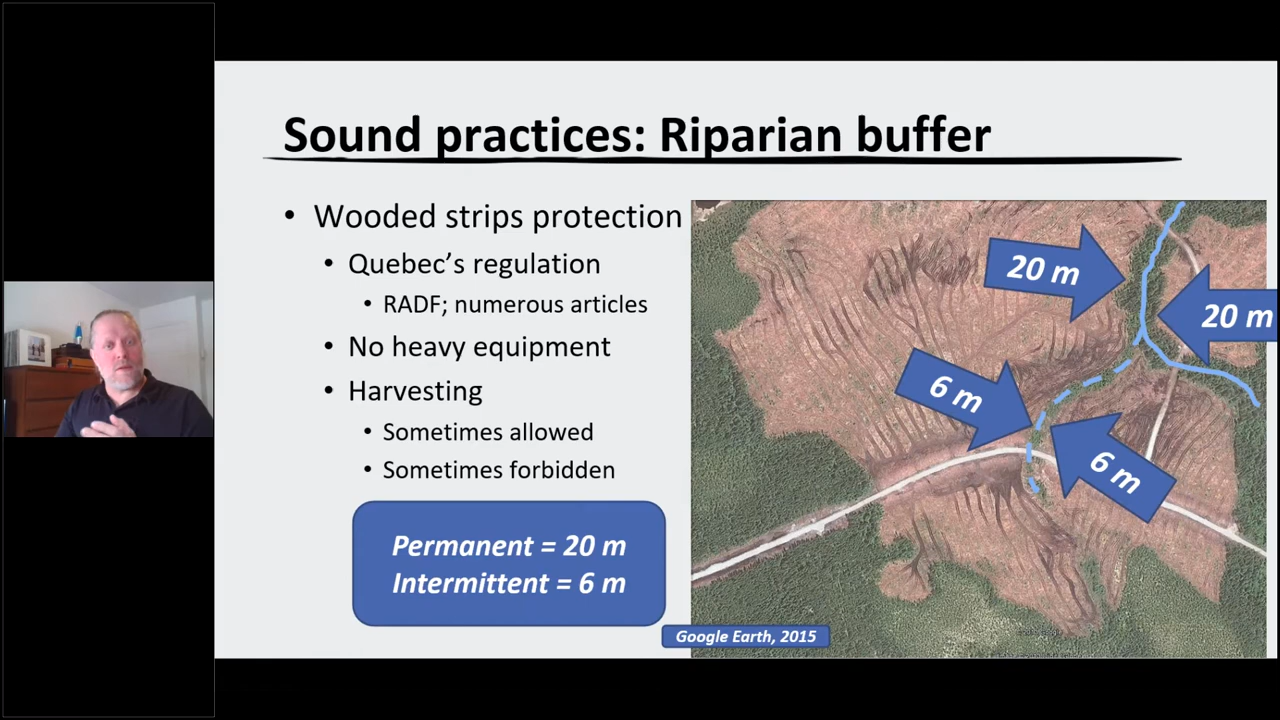 Sound practices: Riparian buffer
• Wooded strips protection
• Quebec's regulation
• RADF; numerous articles
• No heavy equipment
• Harvesting
• Sometimes allowed
• Sometimes forbidden
Permanent = 20 m
Intermittent = 6 m
20 m
20 m
6 m
6 m
Google Earth, 2015